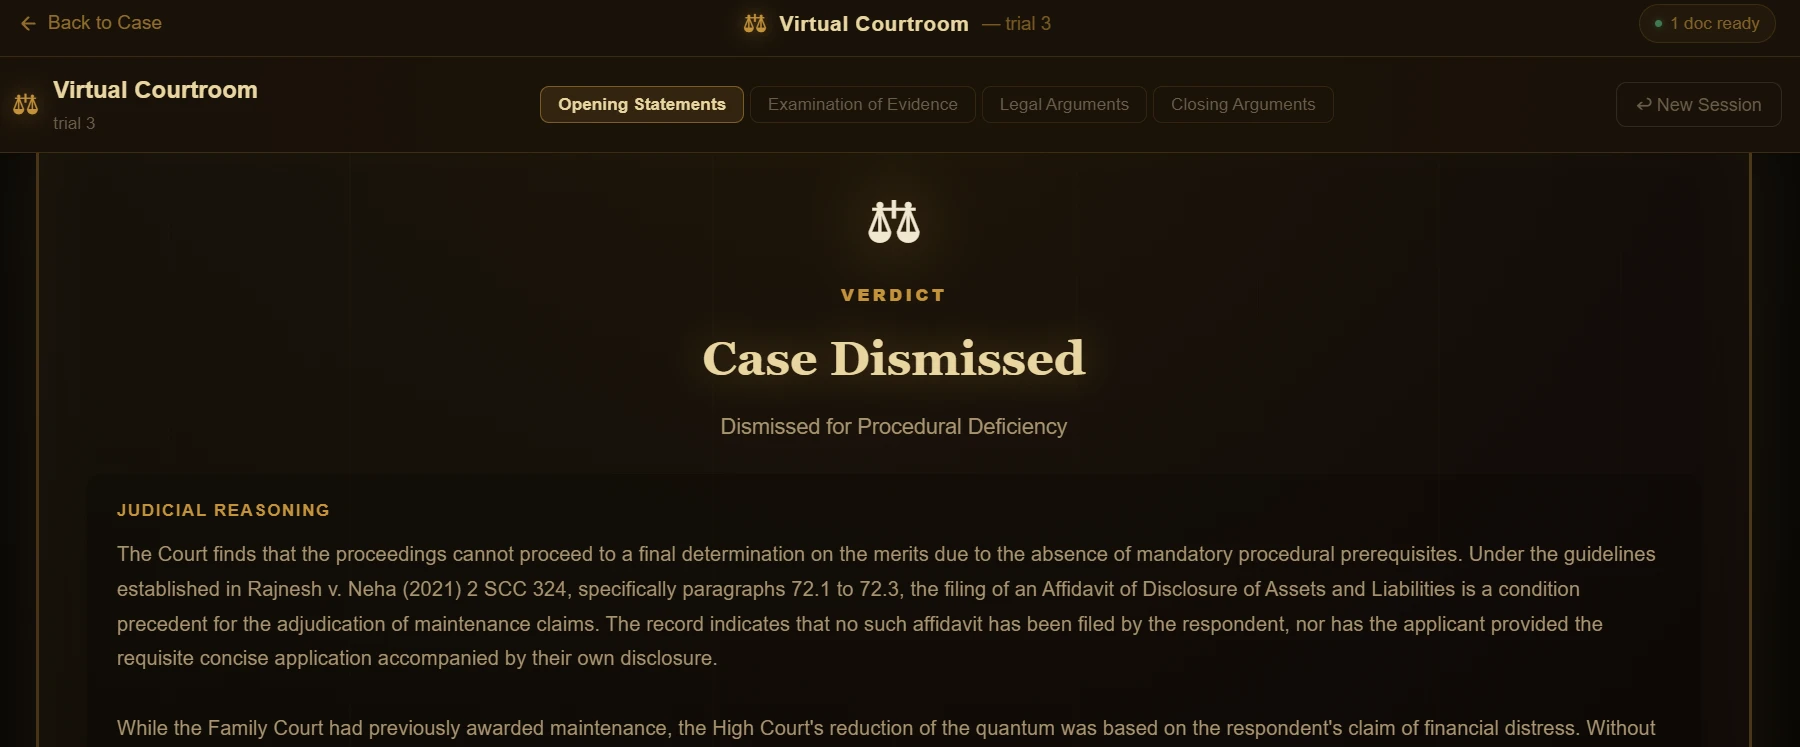 Back to Case
Virtual Courtroom — trial 3
1 doc ready
Virtual Courtroom
trial 3
Opening Statements
Examination of Evidence
Legal Arguments
Closing Arguments
New Session
VERDICT
Case Dismissed
Dismissed for Procedural Deficiency
JUDICIAL REASONING
The Court finds that the proceedings cannot proceed to a final determination on the merits due to the absence of mandatory procedural prerequisites. Under the guidelines
established in Rajnesh v. Neha (2021) 2 SCC 324, specifically paragraphs 72.1 to 72.3, the filing of an Affidavit of Disclosure of Assets and Liabilities is a condition
precedent for the adjudication of maintenance claims. The record indicates that no such affidavit has been filed by the respondent, nor has the applicant provided the
requisite concise application accompanied by their own disclosure.
While the Family Court had previously awarded maintenance, the High Court's reduction of the quantum was based on the respondent's claim of financial distress. Without